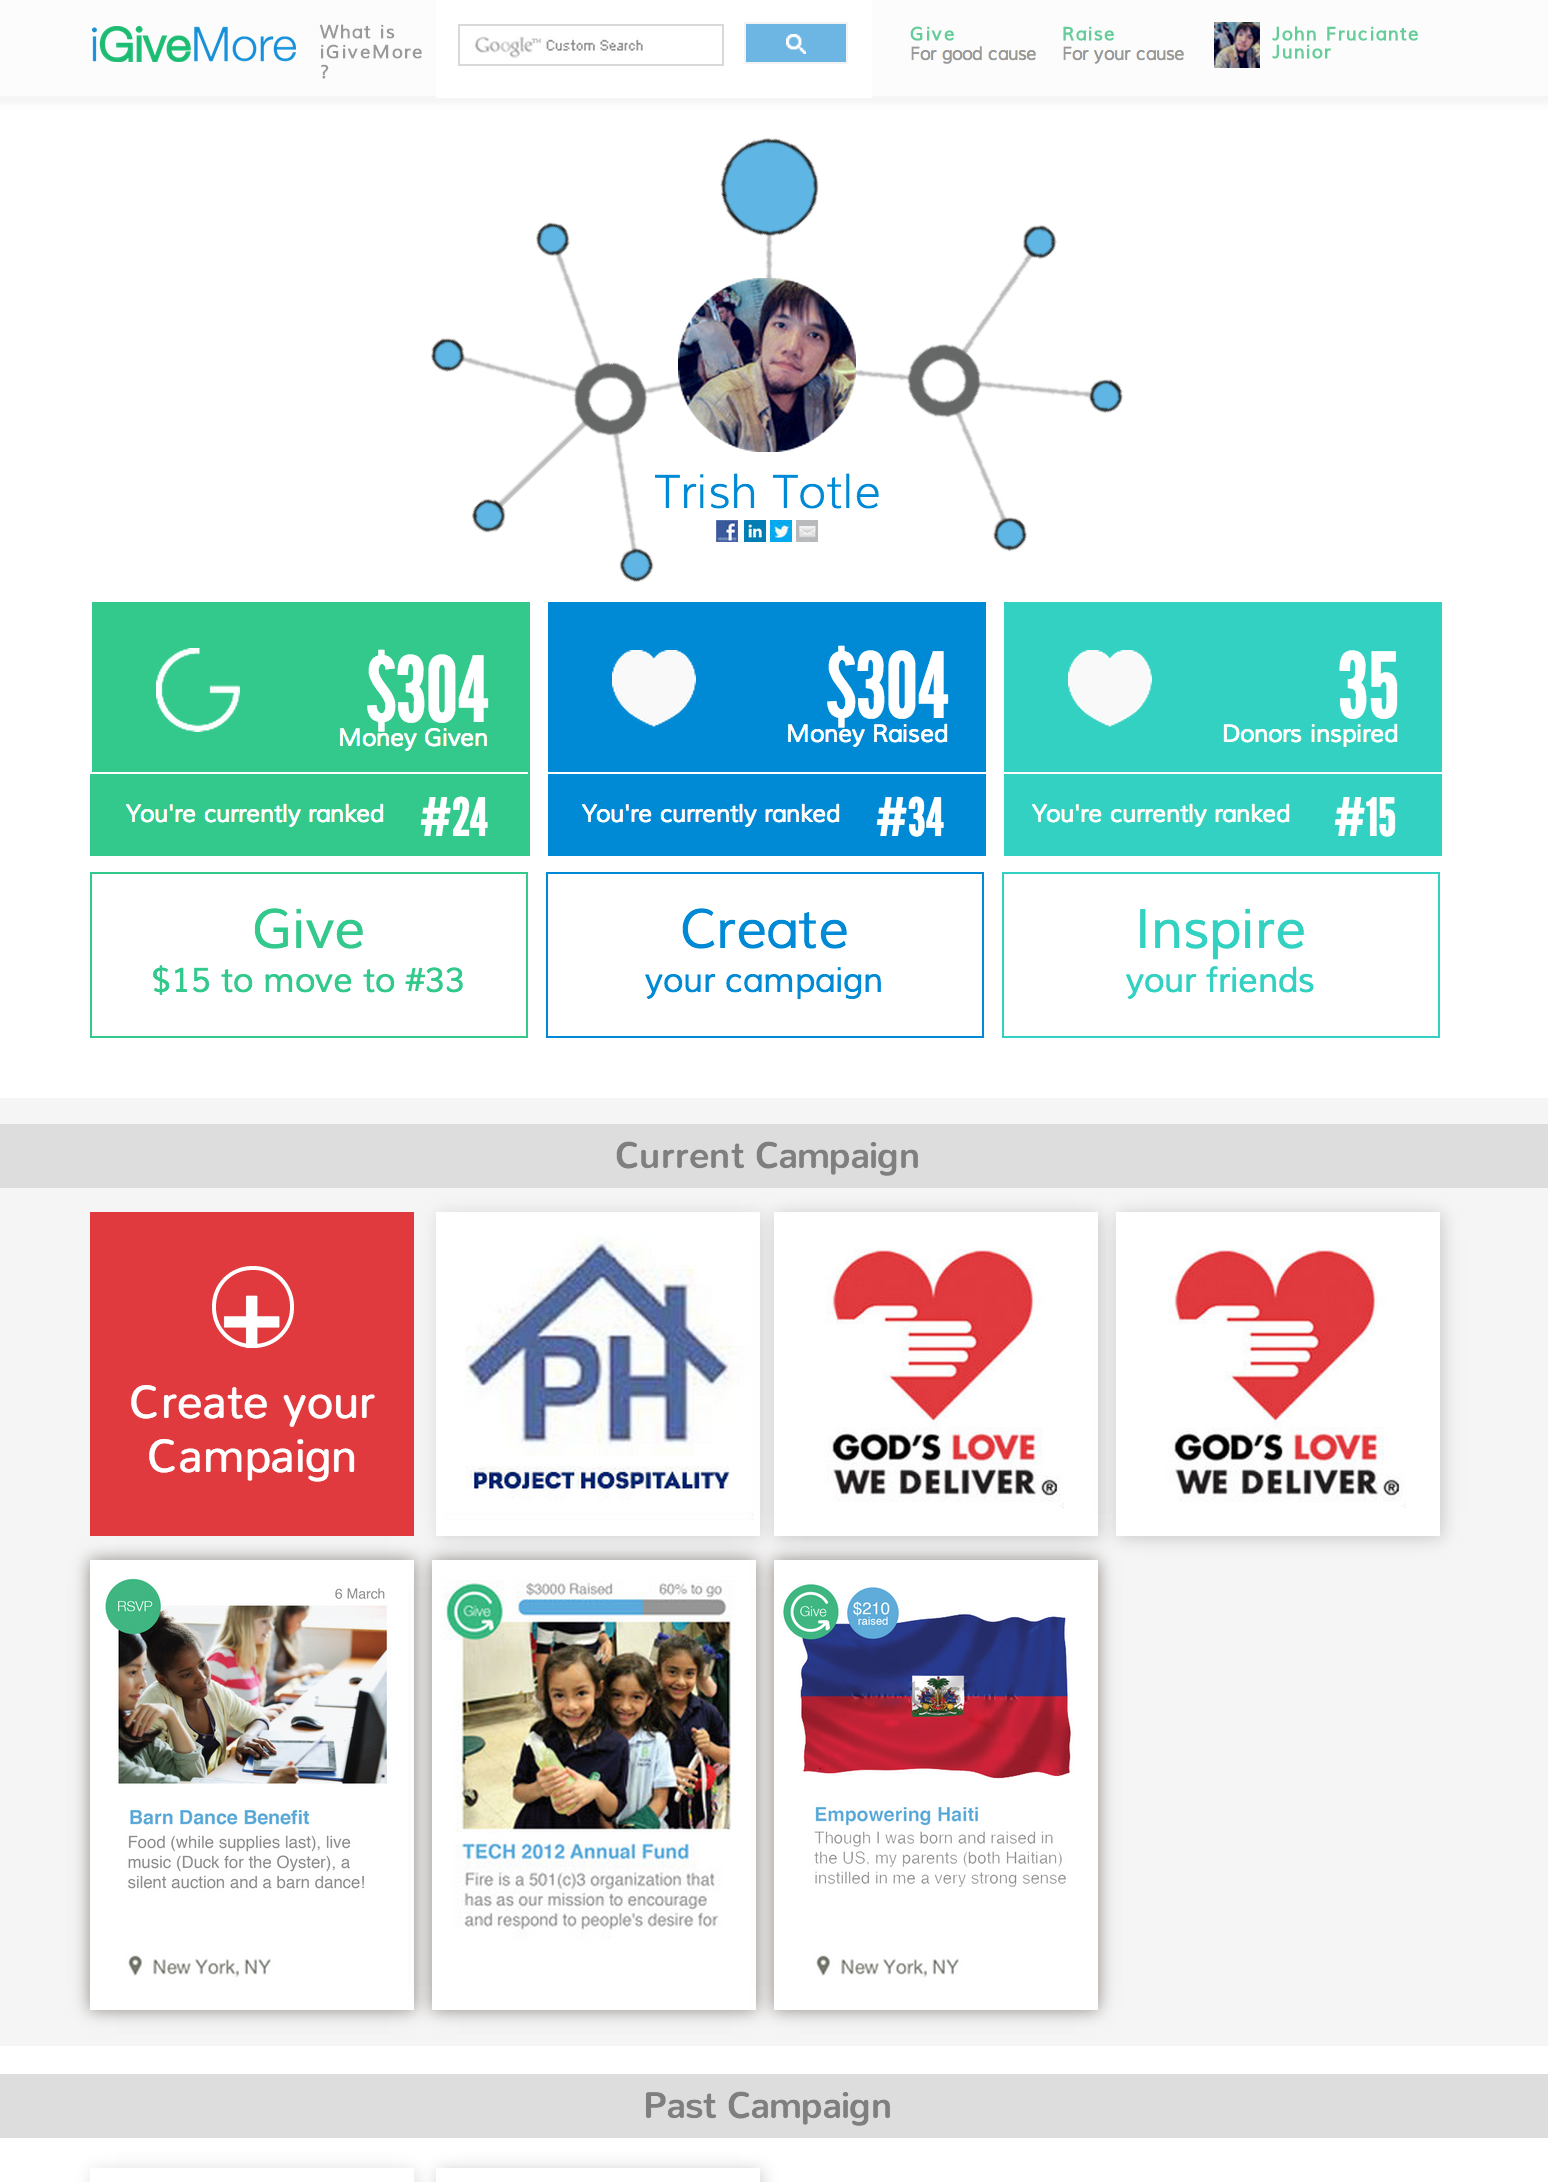 iGiveMore
What is
iGiveMore
?
Google™ Custom Search
Give
For good cause
Raise
For your cause
John Fruciante
Junior
Trish Totle
f in
$304
Money Given
You're currently ranked #24
$304
Money Raised
You're currently ranked #34
35
Donors inspired
You're currently ranked #15
Give
$15 to move to #33
Create
your campaign
Inspire
your friends
Current Campaign
Create your
Campaign
PH
PROJECT HOSPITALITY
GOD'S LOVE
WE DELIVER ®
GOD'S LOVE
WE DELIVER ®
RSVP
6 March
Barn Dance Benefit
Food (while supplies last), live
music (Duck for the Oyster), a
silent auction and a barn dance!
New York, NY
Give
$3000 Raised 60% to go
TECH 2012 Annual Fund
Fire is a 501(c)3 organization that
has as our mission to encourage
and respond to people's desire for
Give
$210
raised
Empowering Haiti
Though I was born and raised in
the US, my parents (both Haitian)
instilled in me a very strong sense
New York, NY
Past Campaign